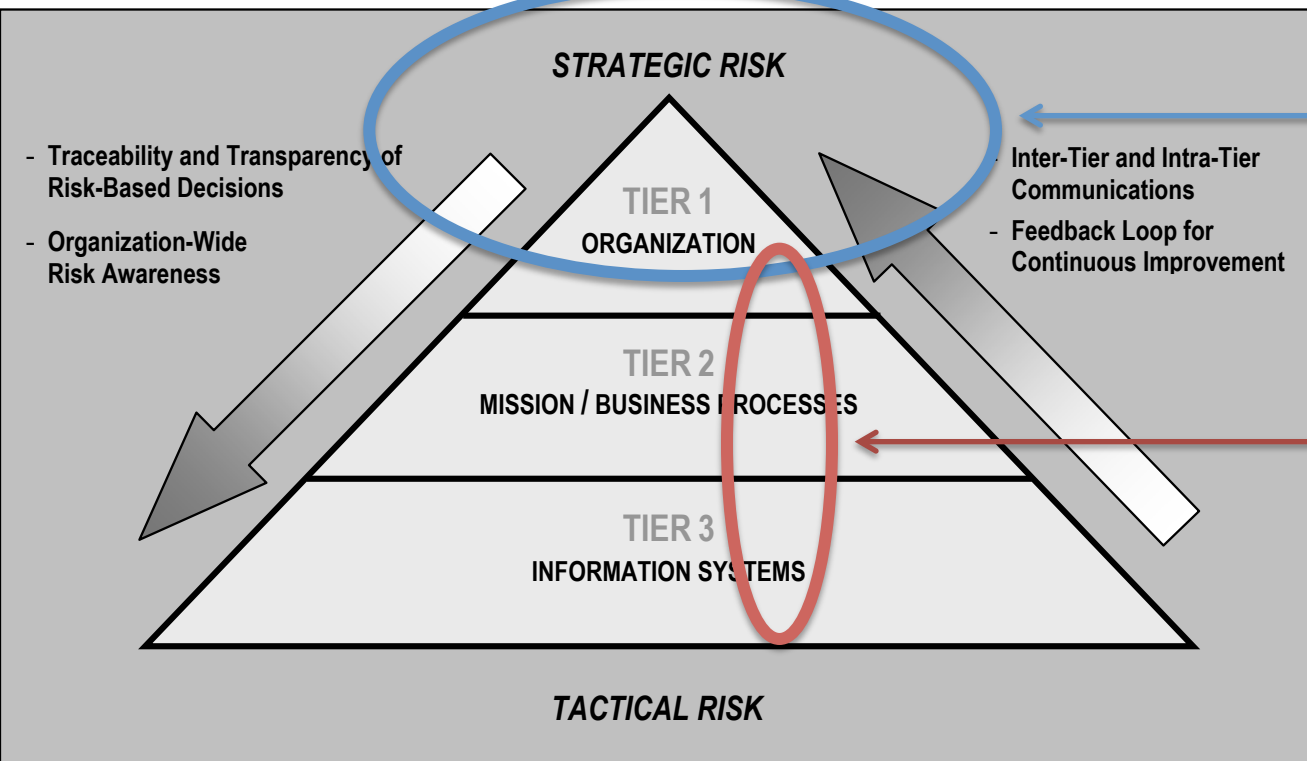 STRATEGIC RISK
- Traceability and Transparency of
Risk-Based Decisions
- Organization-Wide
Risk Awareness
- Inter-Tier and Intra-Tier
Communications
- Feedback Loop for
Continuous Improvement
TIER 1
ORGANIZATION
TIER 2
MISSION / BUSINESS PROCESSES
TIER 3
INFORMATION SYSTEMS
TACTICAL RISK